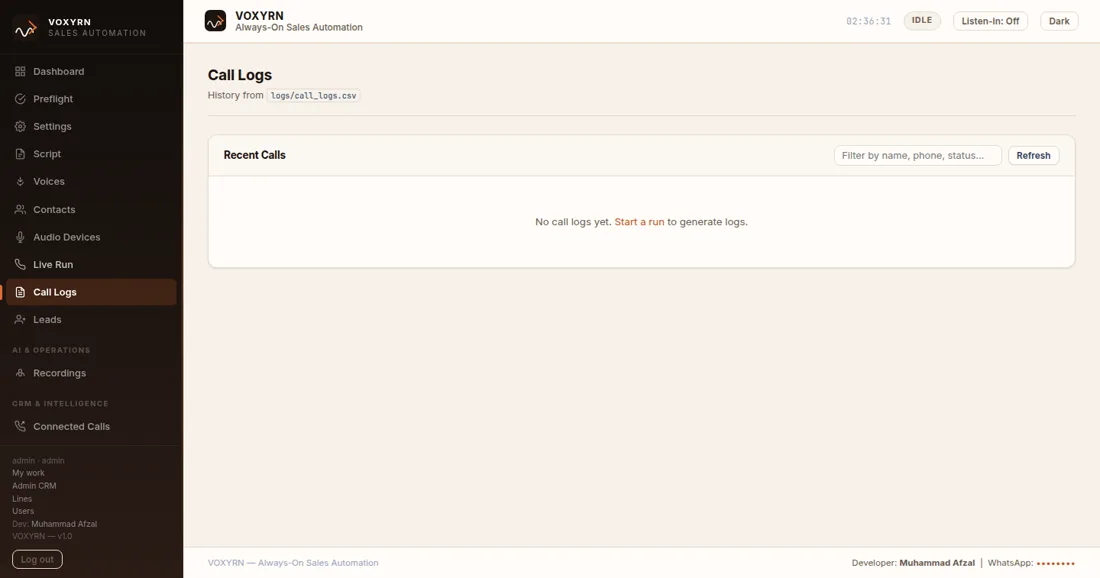 VOXYRN
SALES AUTOMATION
Dashboard
Preflight
Settings
Script
Voices
Contacts
Audio Devices
Live Run
Call Logs
Leads
AI & OPERATIONS
Recordings
CRM & INTELLIGENCE
Connected Calls
admin - admin
My work
Admin CRM
Lines
Users
Dev: Muhammad Afzal
VOXYRN — v1.0
Log out
VOXYRN
Always-On Sales Automation
02:36:31
IDLE
Listen-In: Off
Dark
Call Logs
History from logs/call_logs.csv
Recent Calls
Filter by name, phone, status...
Refresh
No call logs yet. Start a run to generate logs.
VOXYRN — Always-On Sales Automation
Developer: Muhammad Afzal | WhatsApp: ••••••••